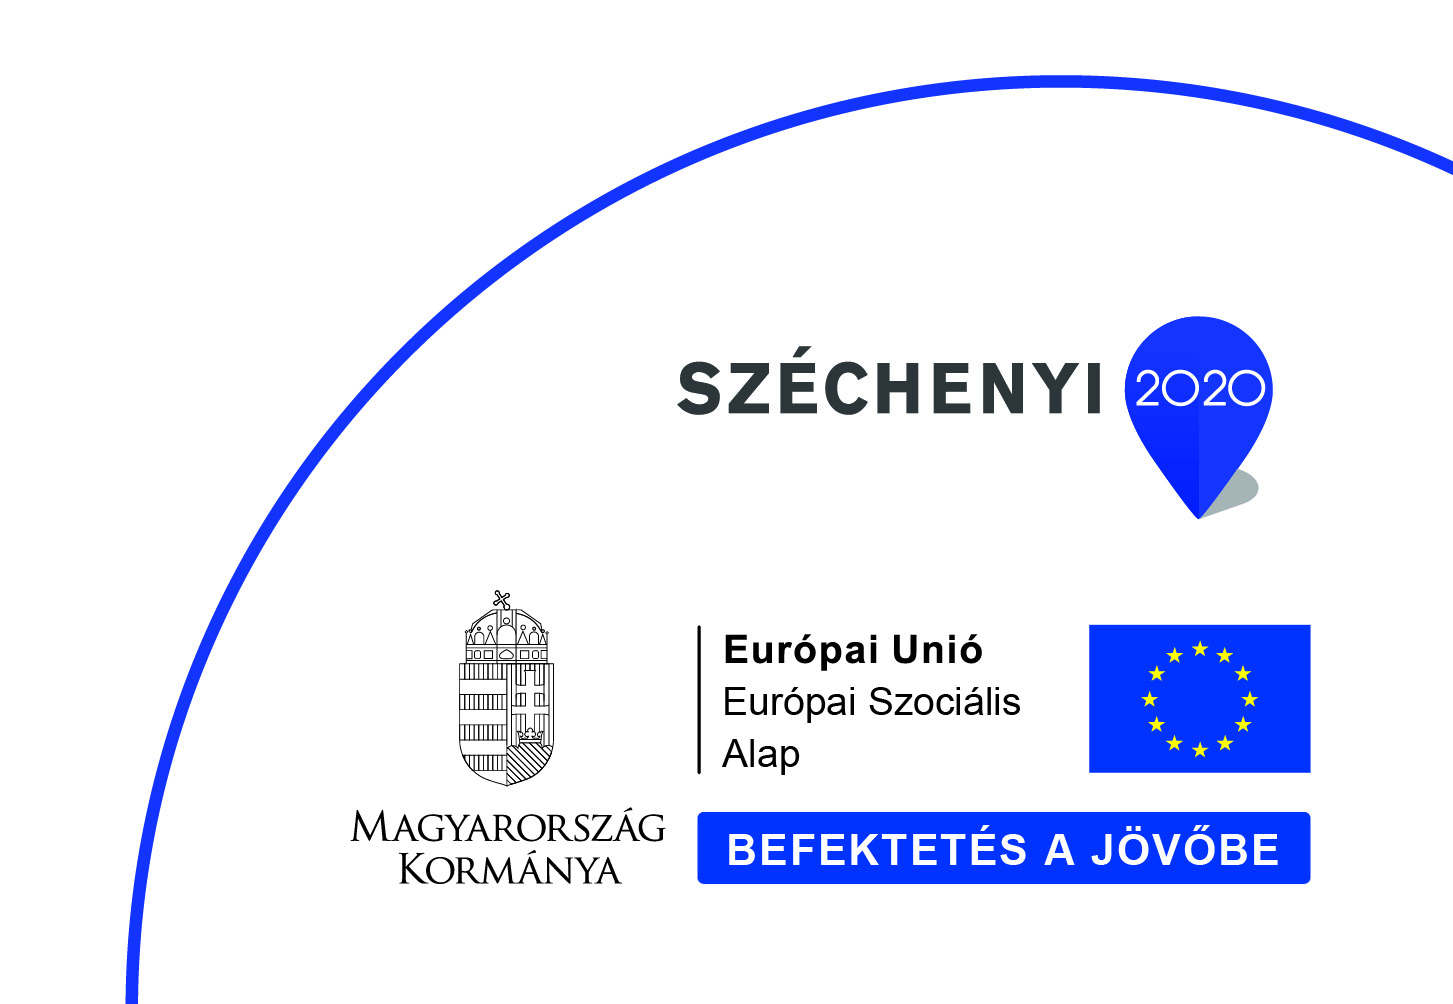 SZÉCHENYI 2020
Európai Unió
Európai Szociális
Alap
MAGYARORSZÁG
KORMÁNYA
BEFEKTETÉS A JÖVŐBE